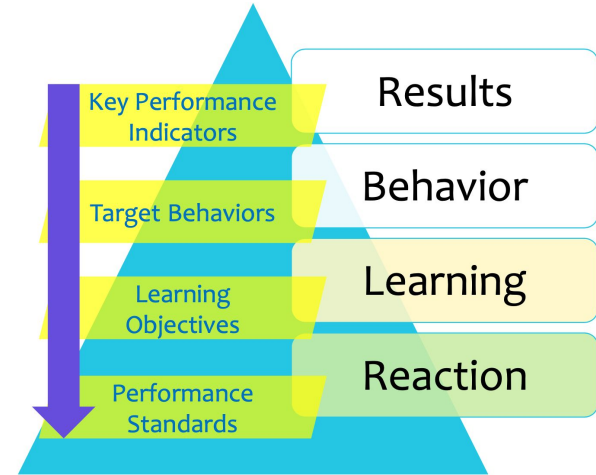 Key Performance
Indicators
Results
Target Behaviors
Behavior
Learning
Objectives
Learning
Performance
Standards
Reaction